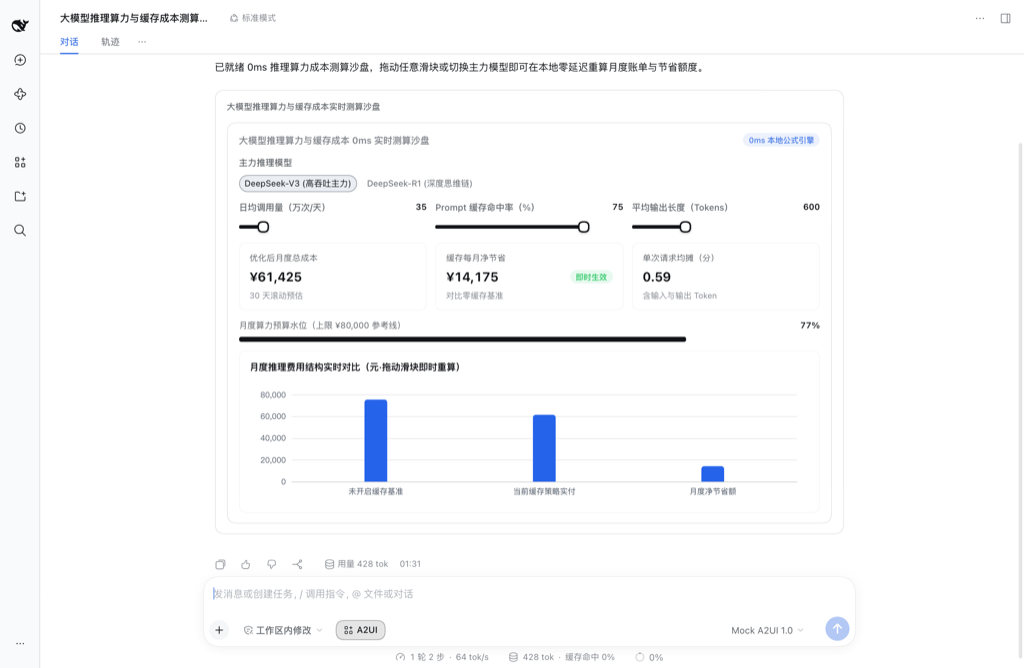 大模型推理算力与缓存成本测算...
标准模式
对话
轨迹
已就绪 0ms 推理算力成本测算沙盘，拖动任意滑块或切换主力模型即可在本地零延迟重算月度账单与节省额度。
大模型推理算力与缓存成本实时测算沙盘
大模型推理算力与缓存成本 0ms 实时测算沙盘
0ms 本地公式引擎
主力推理模型
DeepSeek-V3 (高吞吐主力)
DeepSeek-R1 (深度思维链)
日均调用量（万次/天） 35
Prompt 缓存命中率（%） 75
平均输出长度（Tokens） 600
优化后月度总成本
¥61,425
30 天滚动预估
缓存每月净节省
¥14,175
即时生效
对比零缓存基准
单次请求均摊（分）
0.59
含输入与输出 Token
月度算力预算水位（上限 ¥80,000 参考线） 77%
月度推理费用结构实时对比（元·拖动滑块即时重算）
80,000
60,000
40,000
20,000
0
未开启缓存基准
当前缓存策略实付
月度净节省额
用量 428 tok
01:31
发消息或创建任务, / 调用指令, @ 文件或对话
工作区内修改
A2UI
Mock A2UI 1.0
1 轮 2 步 · 64 tok/s
428 tok · 缓存命中 0%
0%